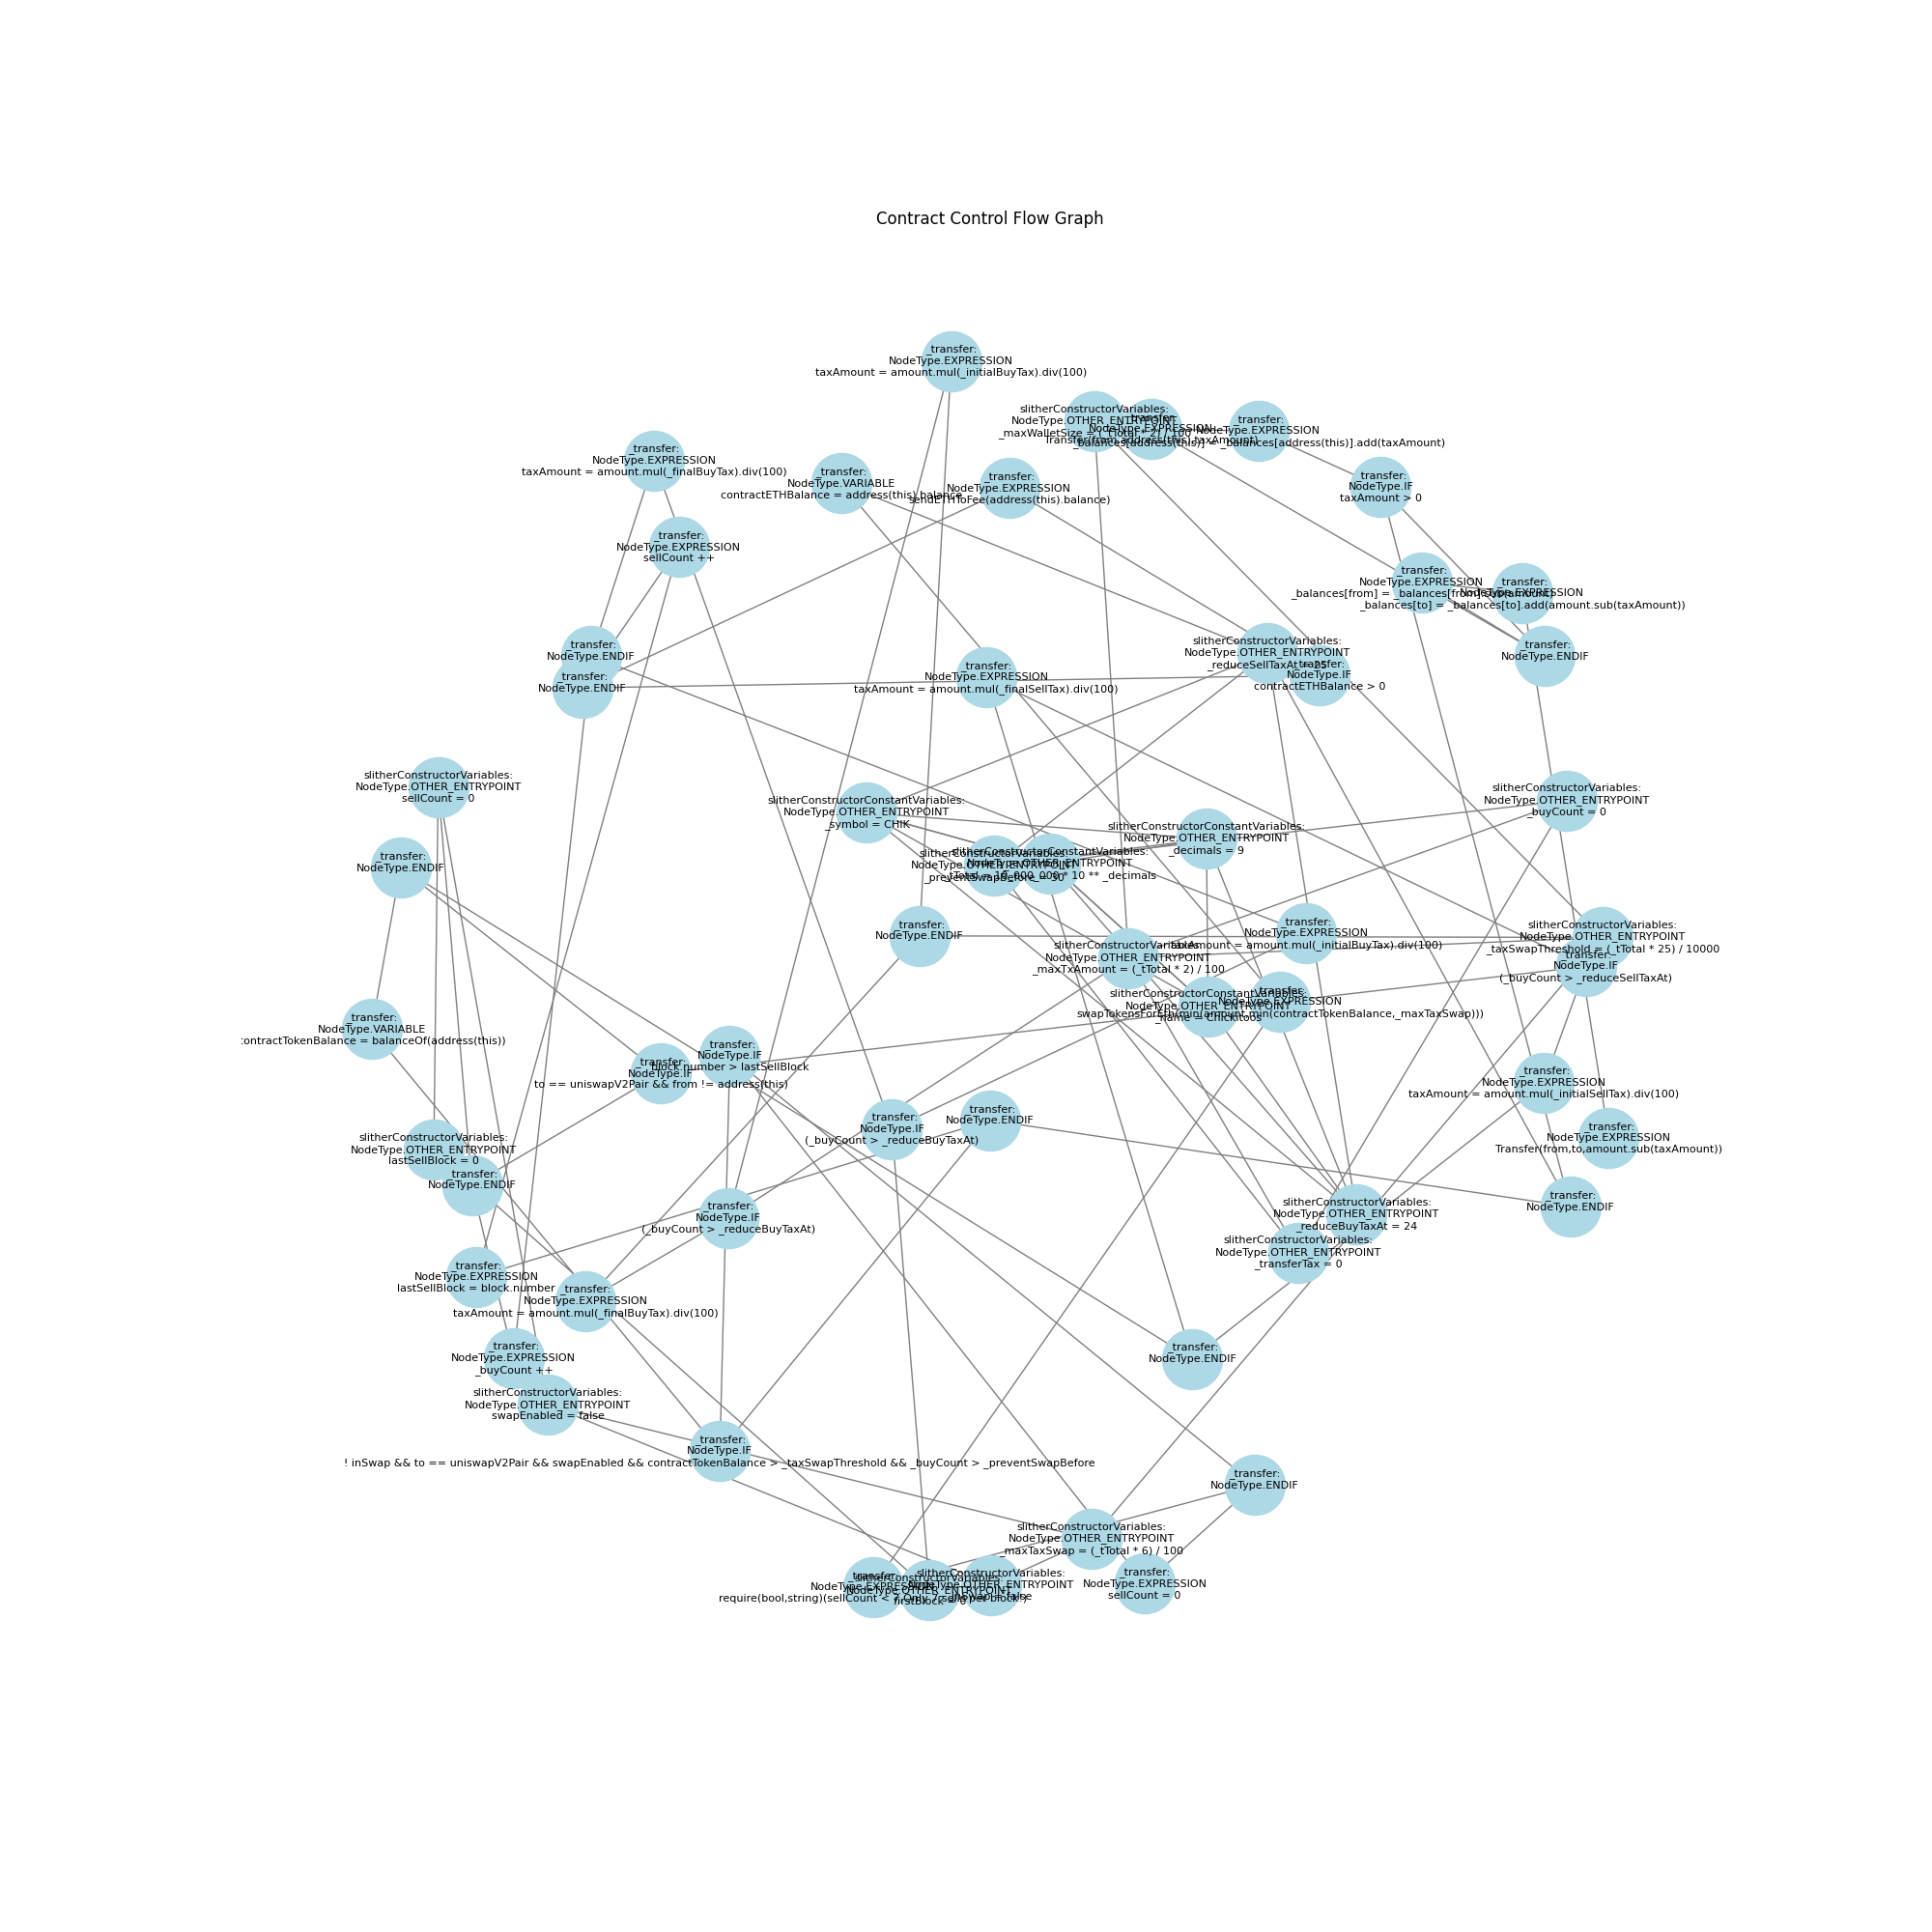 Contract Control Flow Graph
_transfer:
NodeType.EXPRESSION
taxAmount = amount.mul(_initialBuyTax).div(100)
slitherConstructorVariables:
NodeType.OTHER_ENTRYPOINT
_maxWalletSize = (_tTotal * 2) / 100
_transfer:
NodeType.EXPRESSION
Transfer(from,address(this),taxAmount)
_transfer:
NodeType.EXPRESSION
_balances[address(this)] = _balances[address(this)].add(taxAmount)
_transfer:
NodeType.EXPRESSION
taxAmount = amount.mul(_finalBuyTax).div(100)
_transfer:
NodeType.VARIABLE
contractETHBalance = address(this).balance
_transfer:
NodeType.EXPRESSION
sendETHToFee(address(this).balance)
_transfer:
NodeType.IF
taxAmount > 0
_transfer:
NodeType.EXPRESSION
sellCount ++
_transfer:
NodeType.EXPRESSION
_balances[from] = _balances[from].sub(amount)
_transfer:
NodeType.EXPRESSION
_balances[to] = _balances[to].add(amount.sub(taxAmount))
_transfer:
NodeType.ENDIF
_transfer:
NodeType.ENDIF
_transfer:
NodeType.ENDIF
slitherConstructorVariables:
NodeType.OTHER_ENTRYPOINT
_reduceSellTaxAt = 25
_transfer:
NodeType.IF
contractETHBalance > 0
_transfer:
NodeType.EXPRESSION
taxAmount = amount.mul(_finalSellTax).div(100)
slitherConstructorVariables:
NodeType.OTHER_ENTRYPOINT
sellCount = 0
slitherConstructorConstantVariables:
NodeType.OTHER_ENTRYPOINT
_symbol = CHIK
slitherConstructorVariables:
NodeType.OTHER_ENTRYPOINT
_buyCount = 0
slitherConstructorConstantVariables:
NodeType.OTHER_ENTRYPOINT
_decimals = 9
_transfer:
NodeType.ENDIF
slitherConstructorVariables:
NodeType.OTHER_ENTRYPOINT
_preventSwapBefore = 30
slitherConstructorConstantVariables:
NodeType.OTHER_ENTRYPOINT
* 10 ** _decimals
_transfer:
NodeType.ENDIF
_transfer:
NodeType.EXPRESSION
taxAmount = amount.mul(_initialBuyTax).div(100)
slitherConstructorVariables:
NodeType.OTHER_ENTRYPOINT
_taxSwapThreshold = (_tTotal * 25) / 10000
_transfer:
NodeType.IF
(_buyCount > _reduceSellTaxAt)
slitherConstructorVariables:
NodeType.OTHER_ENTRYPOINT
_maxTxAmount = (_tTotal * 2) / 100
slitherConstructorConstantVariables:
NodeType.OTHER_ENTRYPOINT
_name = Chickitoos
_transfer:
NodeType.EXPRESSION
swapTokensForEth(min(amount,min(contractTokenBalance,_maxTaxSwap)))
_transfer:
NodeType.VARIABLE
:ontractTokenBalance = balanceOf(address(this))
_transfer:
NodeType.IF
block.number > lastSellBlock
_transfer:
NodeType.IF
to == uniswapV2Pair && from != address(this)
_transfer:
NodeType.EXPRESSION
taxAmount = amount.mul(_initialSellTax).div(100)
_transfer:
NodeType.IF
(_buyCount > _reduceBuyTaxAt)
_transfer:
NodeType.ENDIF
_transfer:
NodeType.EXPRESSION
Transfer(from,to,amount.sub(taxAmount))
slitherConstructorVariables:
NodeType.OTHER_ENTRYPOINT
lastSellBlock = 0
_transfer:
NodeType.ENDIF
_transfer:
NodeType.IF
(_buyCount > _reduceBuyTaxAt)
_transfer:
NodeType.ENDIF
slitherConstructorVariables:
NodeType.OTHER_ENTRYPOINT
_reduceBuyTaxAt = 24
slitherConstructorVariables:
NodeType.OTHER_ENTRYPOINT
_transferTax = 0
_transfer:
NodeType.EXPRESSION
lastSellBlock = block.number
_transfer:
NodeType.EXPRESSION
taxAmount = amount.mul(_finalBuyTax).div(100)
_transfer:
NodeType.EXPRESSION
_buyCount ++
_transfer:
NodeType.ENDIF
slitherConstructorVariables:
NodeType.OTHER_ENTRYPOINT
swapEnabled = false
_transfer:
NodeType.IF
! inSwap && to == uniswapV2Pair && swapEnabled && contractTokenBalance > _taxSwapThreshold && _buyCount > _preventSwapBefore
_transfer:
NodeType.ENDIF
slitherConstructorVariables:
NodeType.OTHER_ENTRYPOINT
_maxTaxSwap = (_tTotal * 6) / 100
_transfer:
NodeType.EXPRESSION
require(bool,string)(sellCount < Only per block!)
slitherConstructorVariables:
NodeType.OTHER_ENTRYPOINT
firstBlock = 0
slitherConstructorVariables:
NodeType.OTHER_ENTRYPOINT
= false
_transfer:
NodeType.EXPRESSION
sellCount = 0